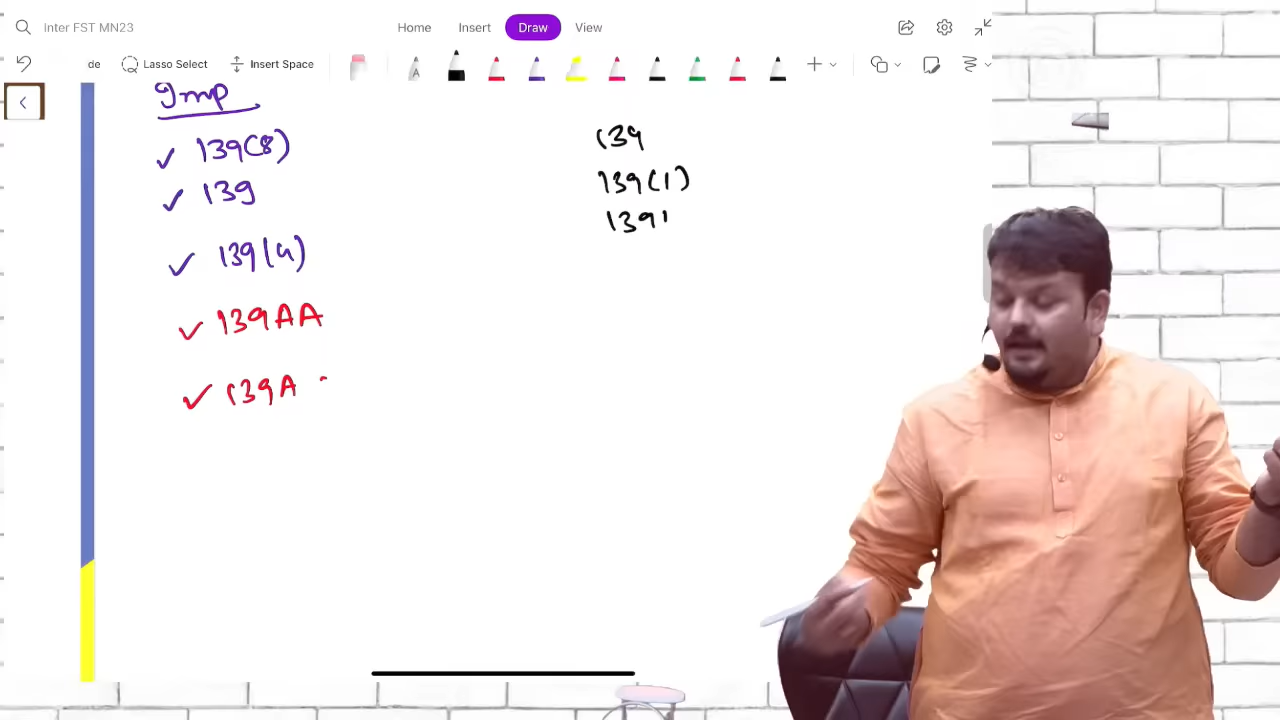 Inter FST MN23
Home Insert Draw View
de Lasso Select Insert Space
Imp
139(8)
139
139(4)
139AA
139A
139
139(1)
139